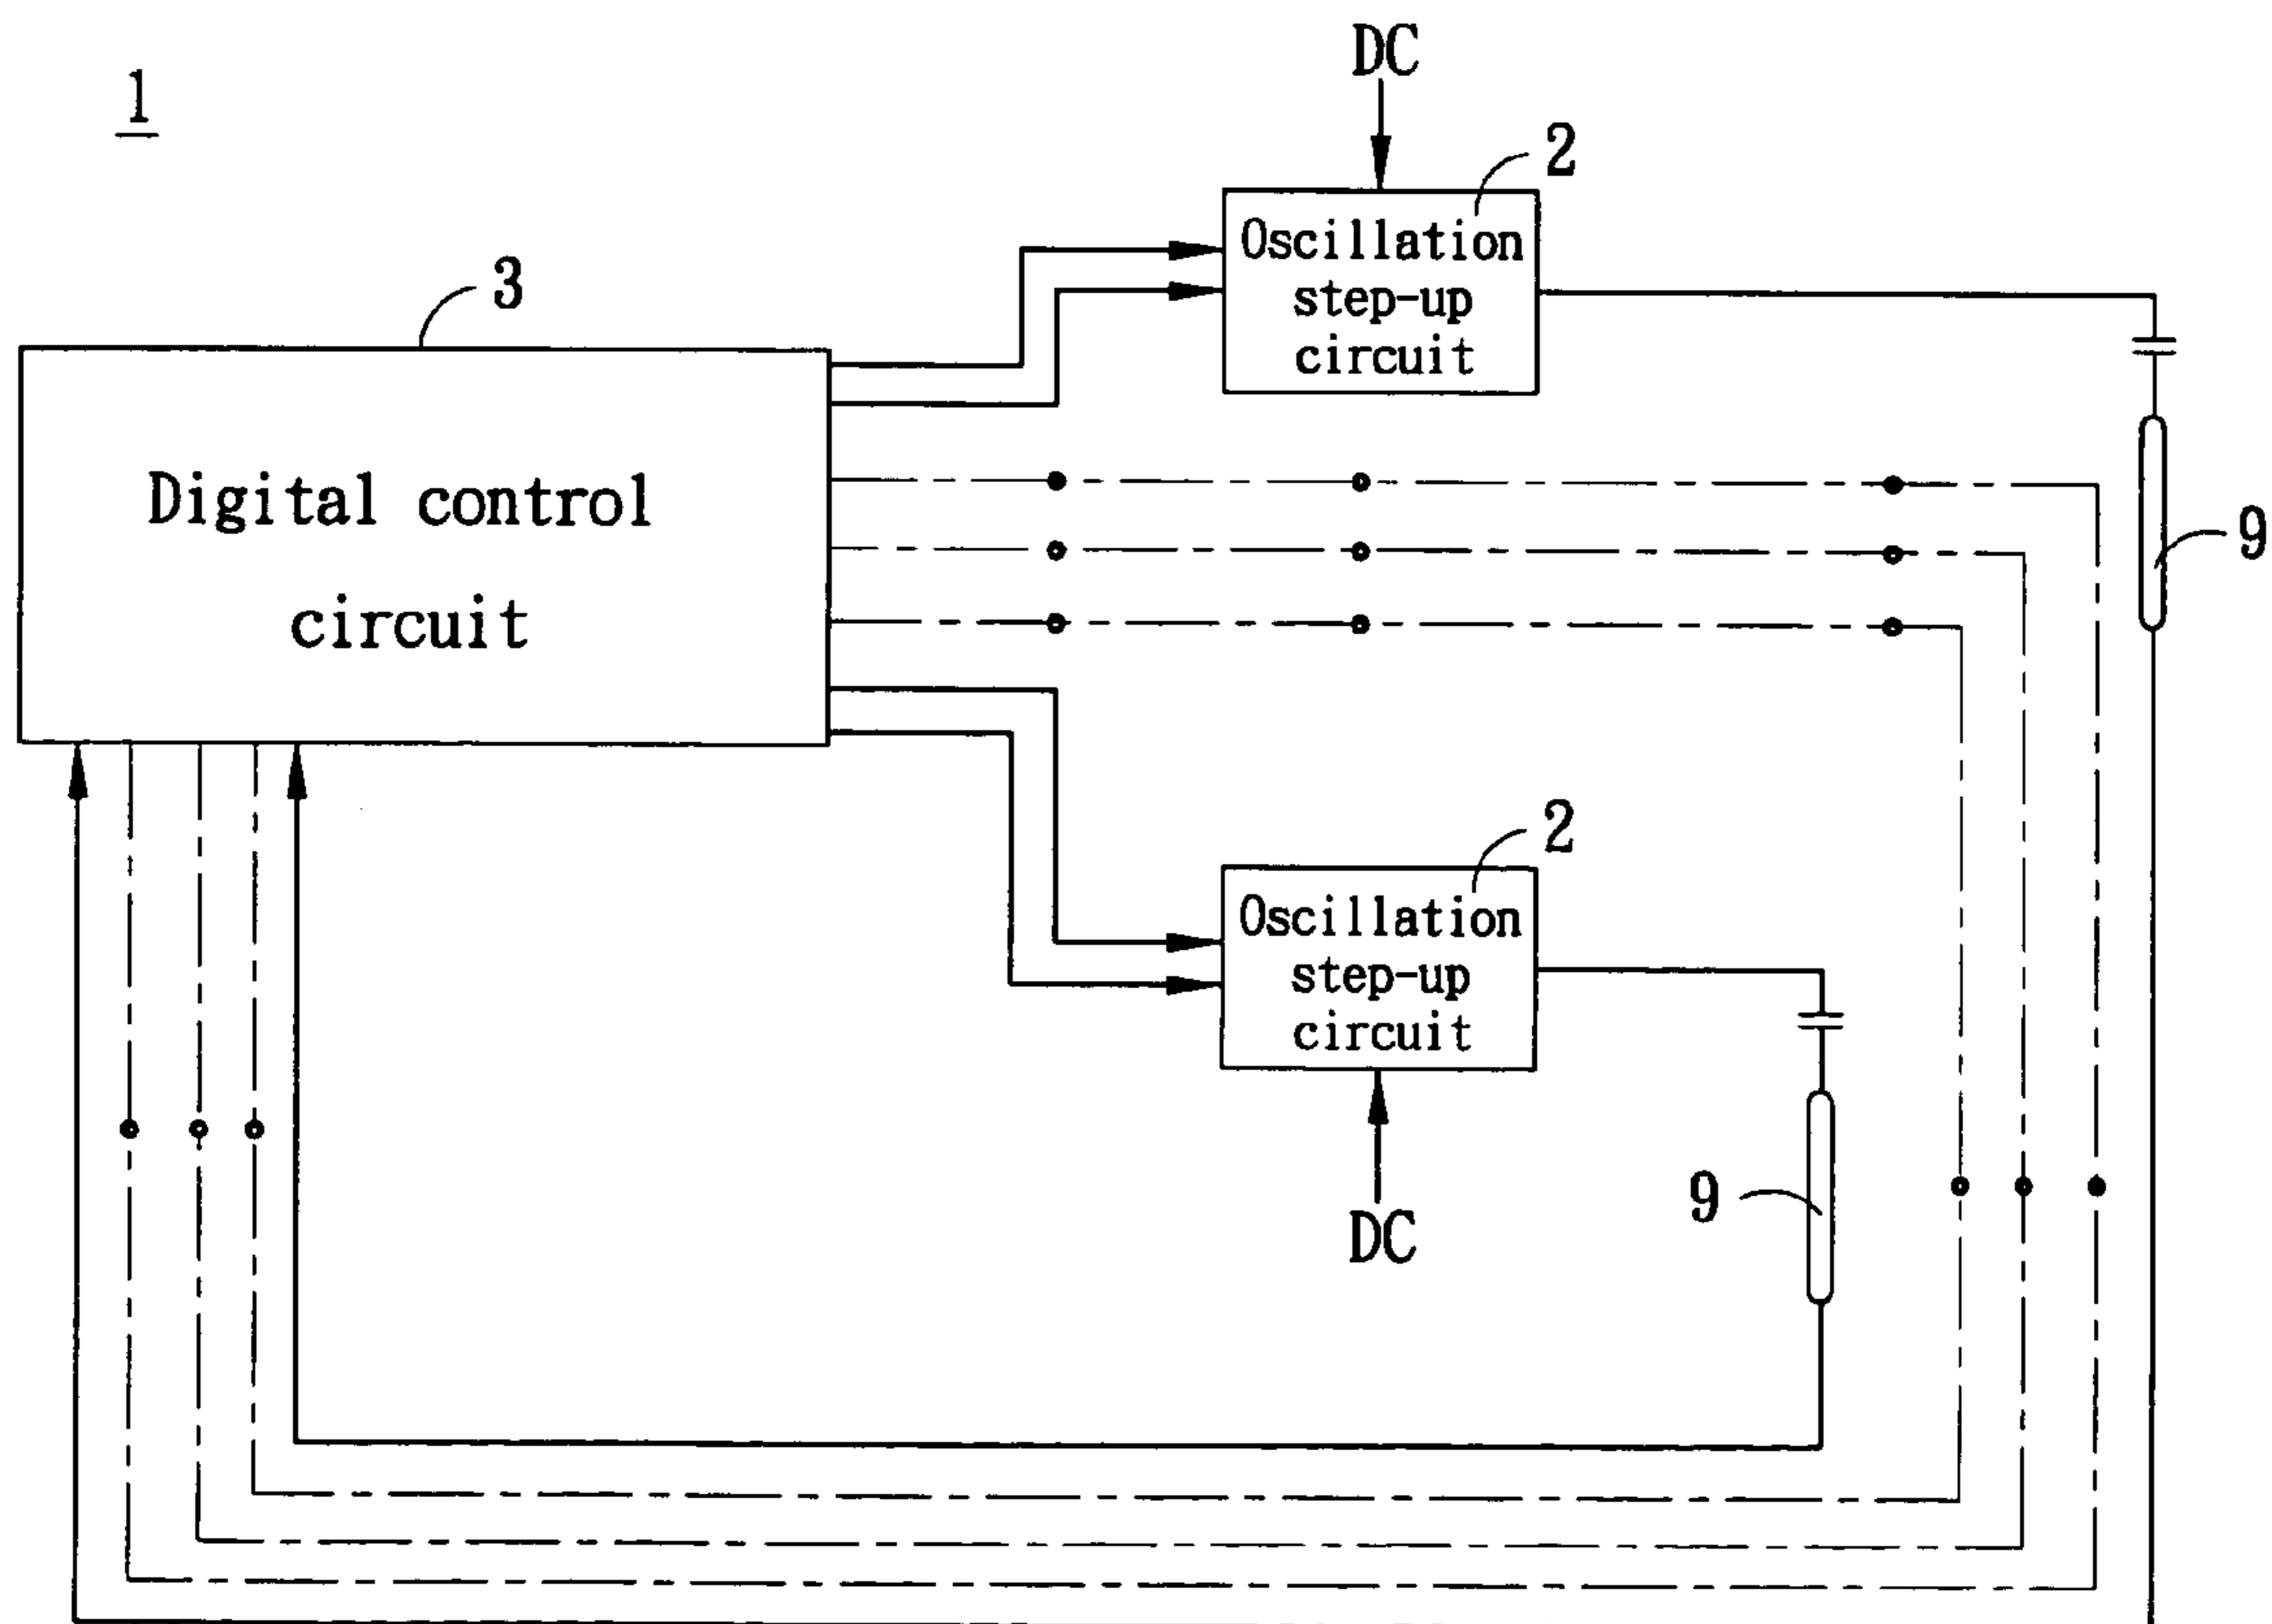 1
DC
2
Oscillation
step-up
circuit
3
Digital control
circuit
9
2
Oscillation
step-up
circuit
9
DC